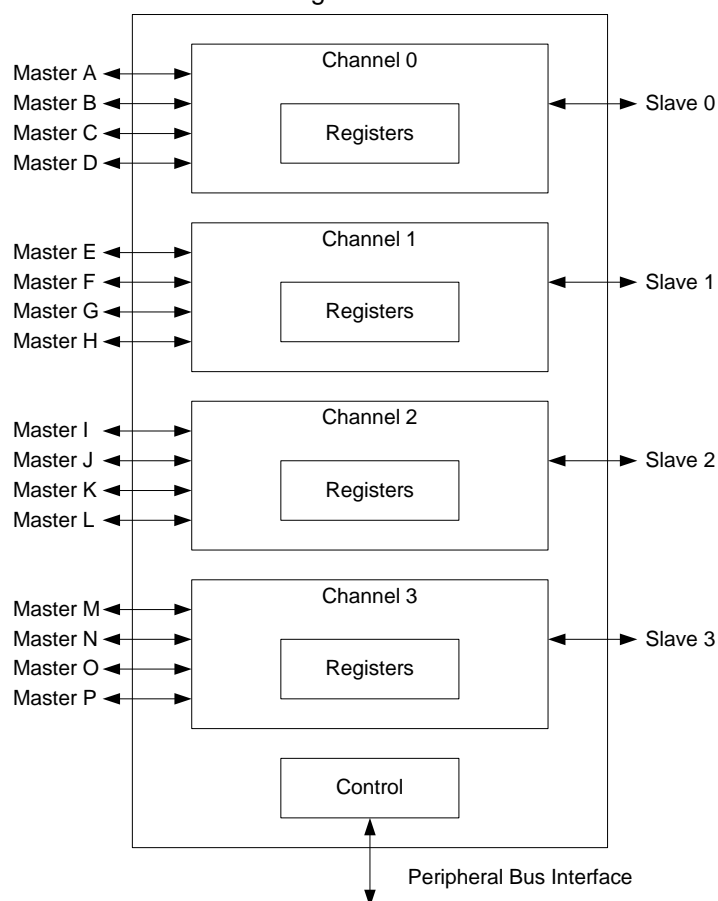 Channel 0
Master A
Master B
Master C
Master D
Registers
Slave 0
Channel 1
Master E
Master F
Master G
Master H
Registers
Slave 1
Channel 2
Master I
Master J
Master K
Master L
Registers
Slave 2
Channel 3
Master M
Master N
Master O
Master P
Registers
Slave 3
Control
Peripheral Bus Interface